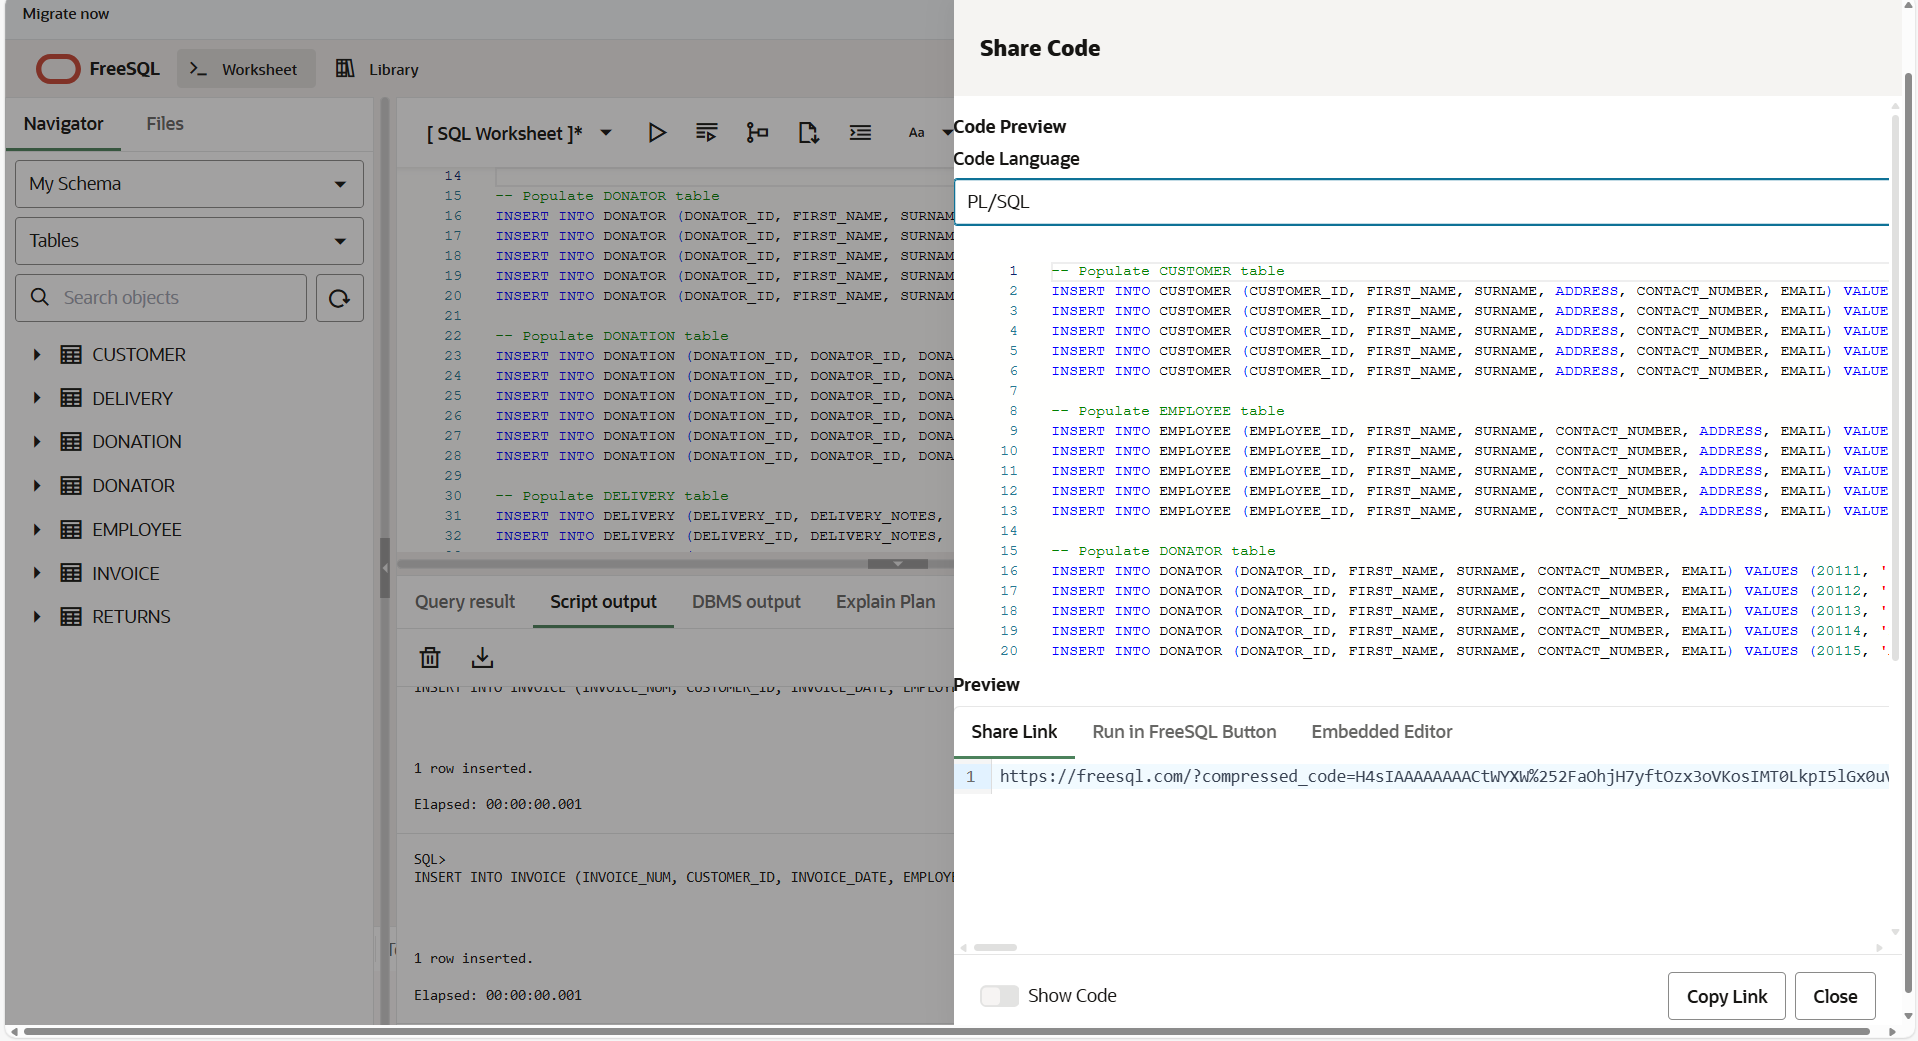 Migrate now
FreeSQL
Worksheet
Library
Navigator
Files
My Schema
Tables
Search objects
CUSTOMER
DELIVERY
DONATION
DONATOR
EMPLOYEE
INVOICE
RETURNS
[ SQL Worksheet ]*
Aa
14
15 -- Populate DONATOR table
16 INSERT INTO DONATOR (DONATOR_ID, FIRST_NAME, SURNAM
17 INSERT INTO DONATOR (DONATOR_ID, FIRST_NAME, SURNAM
18 INSERT INTO DONATOR (DONATOR_ID, FIRST_NAME, SURNAM
19 INSERT INTO DONATOR (DONATOR_ID, FIRST_NAME, SURNAM
20 INSERT INTO DONATOR (DONATOR_ID, FIRST_NAME, SURNAM
21
22 -- Populate DONATION table
23 INSERT INTO DONATION (DONATION_ID, DONATOR_ID, DONA
24 INSERT INTO DONATION (DONATION_ID, DONATOR_ID, DONA
25 INSERT INTO DONATION (DONATION_ID, DONATOR_ID, DONA
26 INSERT INTO DONATION (DONATION_ID, DONATOR_ID, DONA
27 INSERT INTO DONATION (DONATION_ID, DONATOR_ID, DONA
28 INSERT INTO DONATION (DONATION_ID, DONATOR_ID, DONA
29
30 -- Populate DELIVERY table
31 INSERT INTO DELIVERY (DELIVERY_ID, DELIVERY_NOTES,
32 INSERT INTO DELIVERY (DELIVERY_ID, DELIVERY_NOTES,
Query result
Script output
DBMS output
Explain Plan
INSERT INTO INVOICE (INVOICE_NUM, CUSTOMER_ID, INVOICE_DATE, EMPLOY
1 row inserted.
Elapsed: 00:00:00.001
SQL>
INSERT INTO INVOICE (INVOICE_NUM, CUSTOMER_ID, INVOICE_DATE, EMPLOYE
1 row inserted.
Elapsed: 00:00:00.001
Share Code
Code Preview
Code Language
PL/SQL
1 -- Populate CUSTOMER table
2 INSERT INTO CUSTOMER (CUSTOMER_ID, FIRST_NAME, SURNAME, ADDRESS, CONTACT_NUMBER, EMAIL) VALUE
3 INSERT INTO CUSTOMER (CUSTOMER_ID, FIRST_NAME, SURNAME, ADDRESS, CONTACT_NUMBER, EMAIL) VALUE
4 INSERT INTO CUSTOMER (CUSTOMER_ID, FIRST_NAME, SURNAME, ADDRESS, CONTACT_NUMBER, EMAIL) VALUE
5 INSERT INTO CUSTOMER (CUSTOMER_ID, FIRST_NAME, SURNAME, ADDRESS, CONTACT_NUMBER, EMAIL) VALUE
6 INSERT INTO CUSTOMER (CUSTOMER_ID, FIRST_NAME, SURNAME, ADDRESS, CONTACT_NUMBER, EMAIL) VALUE
7
8 -- Populate EMPLOYEE table
9 INSERT INTO EMPLOYEE (EMPLOYEE_ID, FIRST_NAME, SURNAME, CONTACT_NUMBER, ADDRESS, EMAIL) VALUE
10 INSERT INTO EMPLOYEE (EMPLOYEE_ID, FIRST_NAME, SURNAME, CONTACT_NUMBER, ADDRESS, EMAIL) VALUE
11 INSERT INTO EMPLOYEE (EMPLOYEE_ID, FIRST_NAME, SURNAME, CONTACT_NUMBER, ADDRESS, EMAIL) VALUE
12 INSERT INTO EMPLOYEE (EMPLOYEE_ID, FIRST_NAME, SURNAME, CONTACT_NUMBER, ADDRESS, EMAIL) VALUE
13 INSERT INTO EMPLOYEE (EMPLOYEE_ID, FIRST_NAME, SURNAME, CONTACT_NUMBER, ADDRESS, EMAIL) VALUE
14
15 -- Populate DONATOR table
16 INSERT INTO DONATOR (DONATOR_ID, FIRST_NAME, SURNAME, CONTACT_NUMBER, EMAIL) VALUES (20111, '
17 INSERT INTO DONATOR (DONATOR_ID, FIRST_NAME, SURNAME, CONTACT_NUMBER, EMAIL) VALUES (20112, '
18 INSERT INTO DONATOR (DONATOR_ID, FIRST_NAME, SURNAME, CONTACT_NUMBER, EMAIL) VALUES (20113, '
19 INSERT INTO DONATOR (DONATOR_ID, FIRST_NAME, SURNAME, CONTACT_NUMBER, EMAIL) VALUES (20114, '
20 INSERT INTO DONATOR (DONATOR_ID, FIRST_NAME, SURNAME, CONTACT_NUMBER, EMAIL) VALUES (20115, '
Preview
Share Link
Run in FreeSQL Button
Embedded Editor
1 https://freesql.com/?compressed_code=H4sIAAAAAAAACtWYXW%252FaOhjH7yftOzx3oVKosIMT0LkpI5lGx0u
Show Code
Copy Link
Close